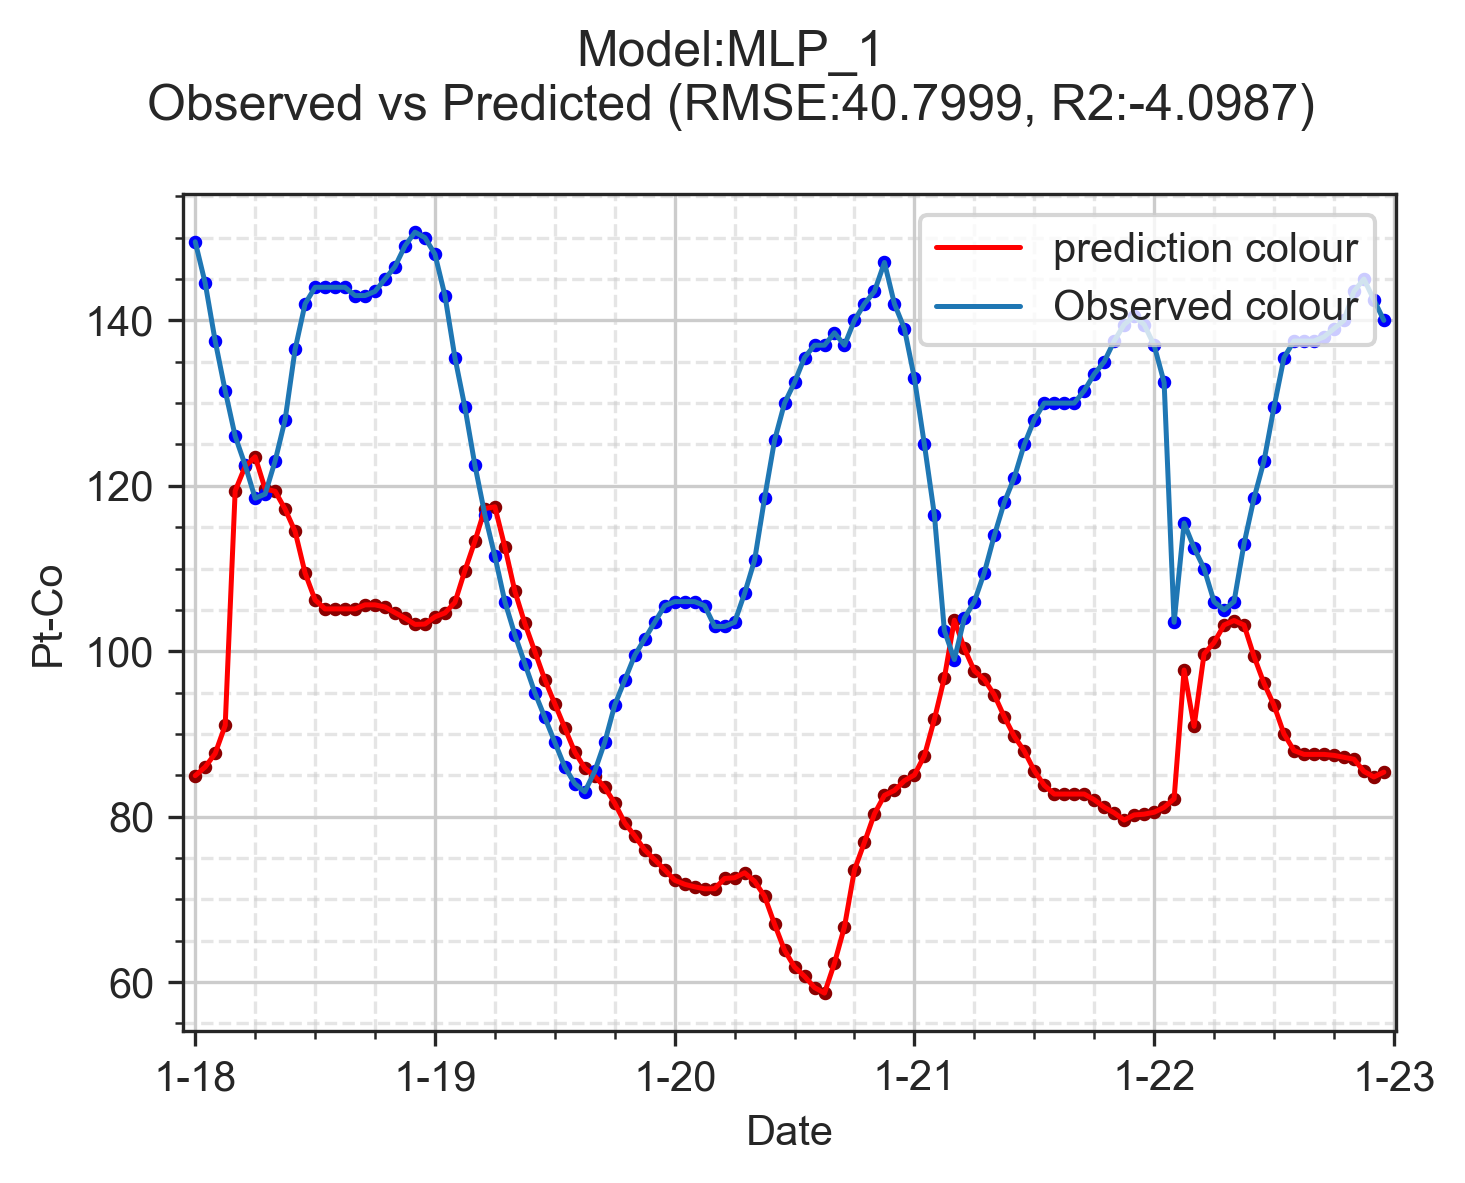 Model:MLP_1
Observed vs Predicted (RMSE:40.7999, R2:-4.0987)
prediction colour
Observed colour
140
120
100
80
60
Pt-Co
1-18 1-19 1-20 1-21 1-22 1-23
Date